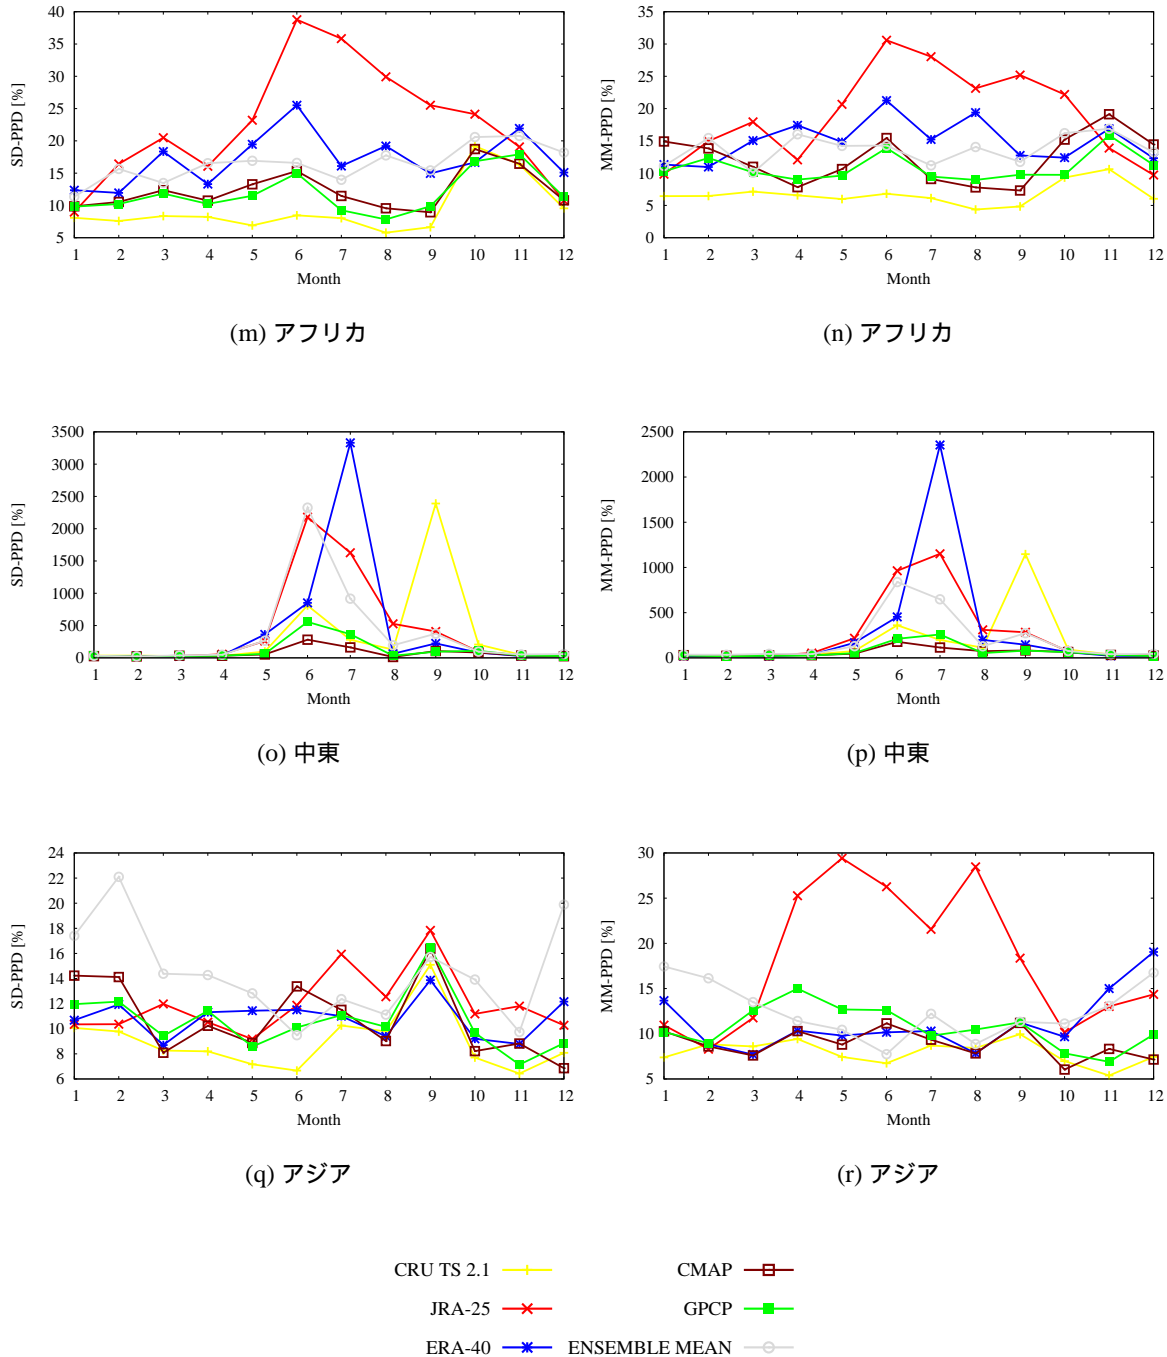 SD-PPD [%]
40
35
30
25
20
15
10
5
1 2 3 4 5 6 7 8 9 10 11 12
Month
(m) アフリカ
MM-PPD [%]
35
30
25
20
15
10
5
0
1 2 3 4 5 6 7 8 9 10 11 12
Month
(n) アフリカ
SD-PPD [%]
3500
3000
2500
2000
1500
1000
500
0
1 2 3 4 5 6 7 8 9 10 11 12
Month
(o) 中東
MM-PPD [%]
2500
2000
1500
1000
500
0
1 2 3 4 5 6 7 8 9 10 11 12
Month
(p) 中東
SD-PPD [%]
24
22
20
18
16
14
12
10
8
6
1 2 3 4 5 6 7 8 9 10 11 12
Month
(q) アジア
MM-PPD [%]
30
25
20
15
10
5
1 2 3 4 5 6 7 8 9 10 11 12
Month
(r) アジア
CRU TS 2.1
JRA-25
ERA-40
CMAP
GPCP
ENSEMBLE MEAN